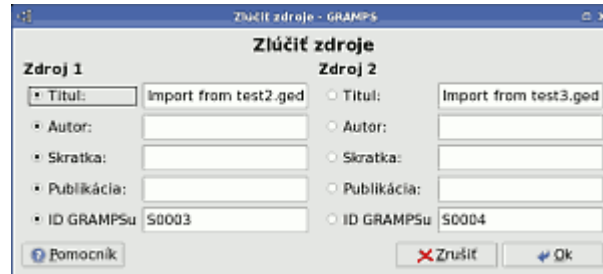 Zlúčiť zdroje - GRAMPS
Zlúčiť zdroje
Zdroj 1 Zdroj 2
Titul: Import from test2.ged Titul: Import from test3.ged
Autor: Autor:
Skratka: Skratka:
Publikácia: Publikácia:
ID GRAMPSu S0003 ID GRAMPSu S0004
Pomocník Zrušiť Ok